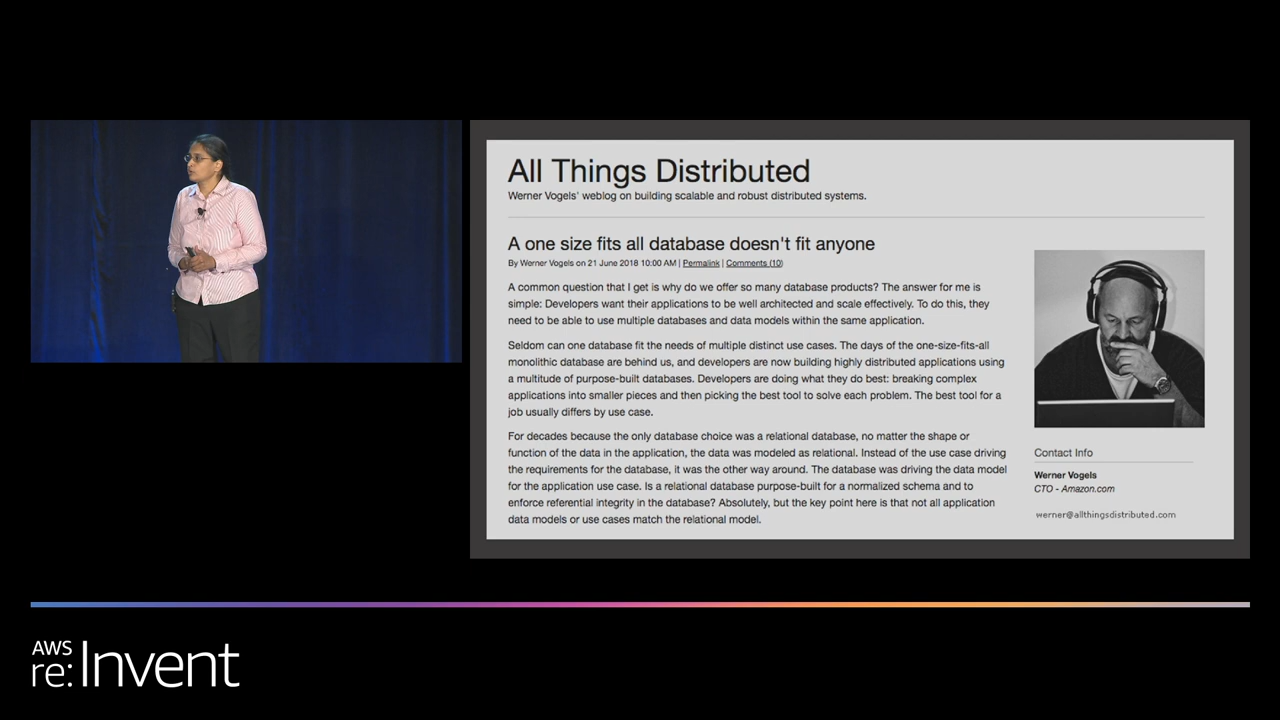 All Things Distributed
Werner Vogels' weblog on building scalable and robust distributed systems.
A one size fits all database doesn't fit anyone
By Werner Vogels on 21 June 2018 10:00 AM | Permalink | Comments (10)
A common question that I get is why do we offer so many database products? The answer for me is
simple: Developers want their applications to be well architected and scale effectively. To do this, they
need to be able to use multiple databases and data models within the same application.
Seldom can one database fit the needs of multiple distinct use cases. The days of the one-size-fits-all
monolithic database are behind us, and developers are now building highly distributed applications using
a multitude of purpose-built databases. Developers are doing what they do best: breaking complex
applications into smaller pieces and then picking the best tool to solve each problem. The best tool for a
job usually differs by use case.
For decades because the only database choice was a relational database, no matter the shape or
function of the data in the application, the data was modeled as relational. Instead of the use case driving
the requirements for the database, it was the other way around. The database was driving the data model
for the application use case. Is a relational database purpose-built for a normalized schema and to
enforce referential integrity in the database? Absolutely, but the key point here is that not all application
data models or use cases match the relational model.
Contact Info
Werner Vogels
CTO - Amazon.com
werner@allthingsdistributed.com
AWS
re:Invent